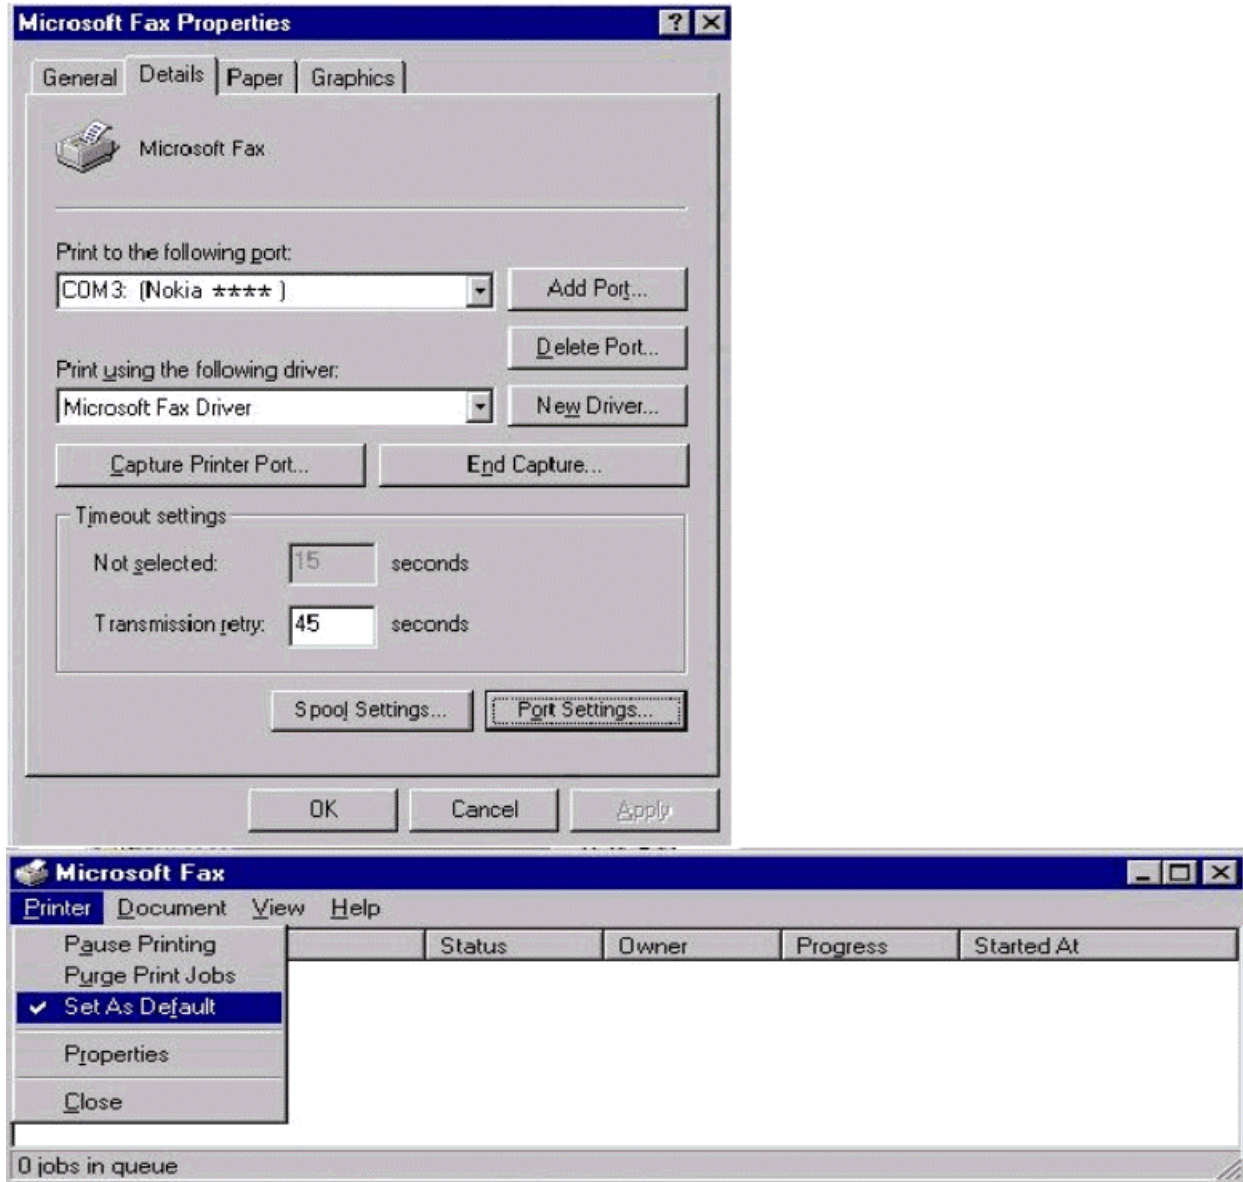 Microsoft Fax Properties
General Details Paper Graphics
Microsoft Fax
Print to the following port:
COM3: (Nokia ****)
Add Port...
Delete Port...
Print using the following driver:
Microsoft Fax Driver
New Driver...
Capture Printer Port... End Capture...
Timeout settings
Not selected: 15 seconds
Transmission retry: 45 seconds
Spool Settings... Port Settings...
OK Cancel Apply
Microsoft Fax
Printer Document View Help
Status Owner Progress Started At
Pause Printing
Purge Print Jobs
Set As Default
Properties
Close
0 jobs in queue